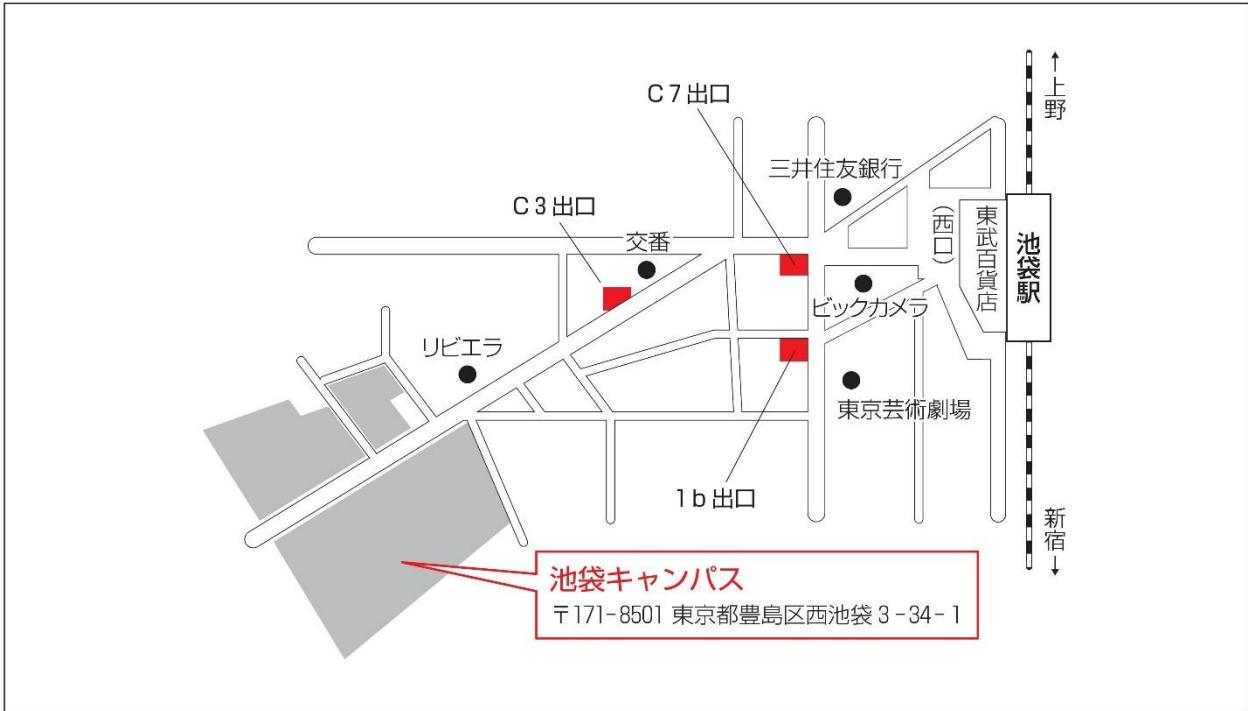 ↑上野
C7出口
三井住友銀行
C3出口
交番
(西口)
東武百貨店
池袋駅
ビックカメラ
リビエラ
東京芸術劇場
1b出口
新宿↓
池袋キャンパス
〒171-8501 東京都豊島区西池袋3-34-1